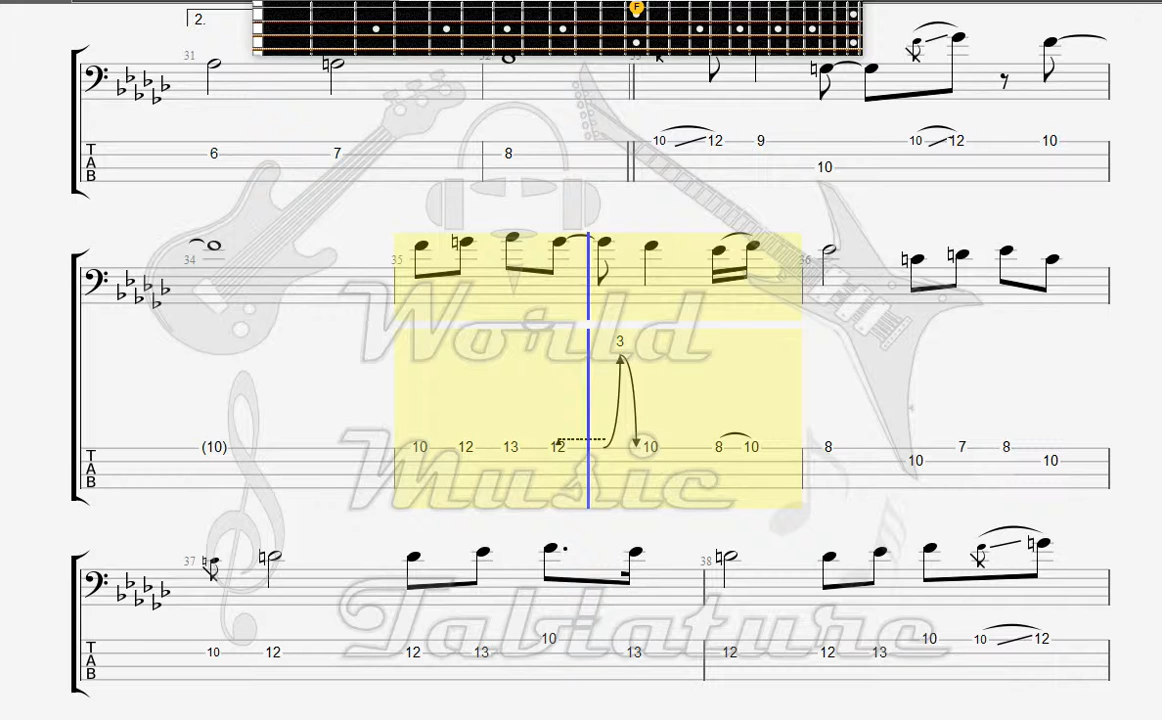 F
2.
31 32 33
T
A
B
6 7 8 10 12 9 10 10 12 10
34 35 36
3
T
A
B
(10) 10 12 13 12 10 8 10 8 10 7 8 10
37 38
T
A
B
10 12 12 13 10 13 12 12 13 10 10 12
World
Music
Tablature